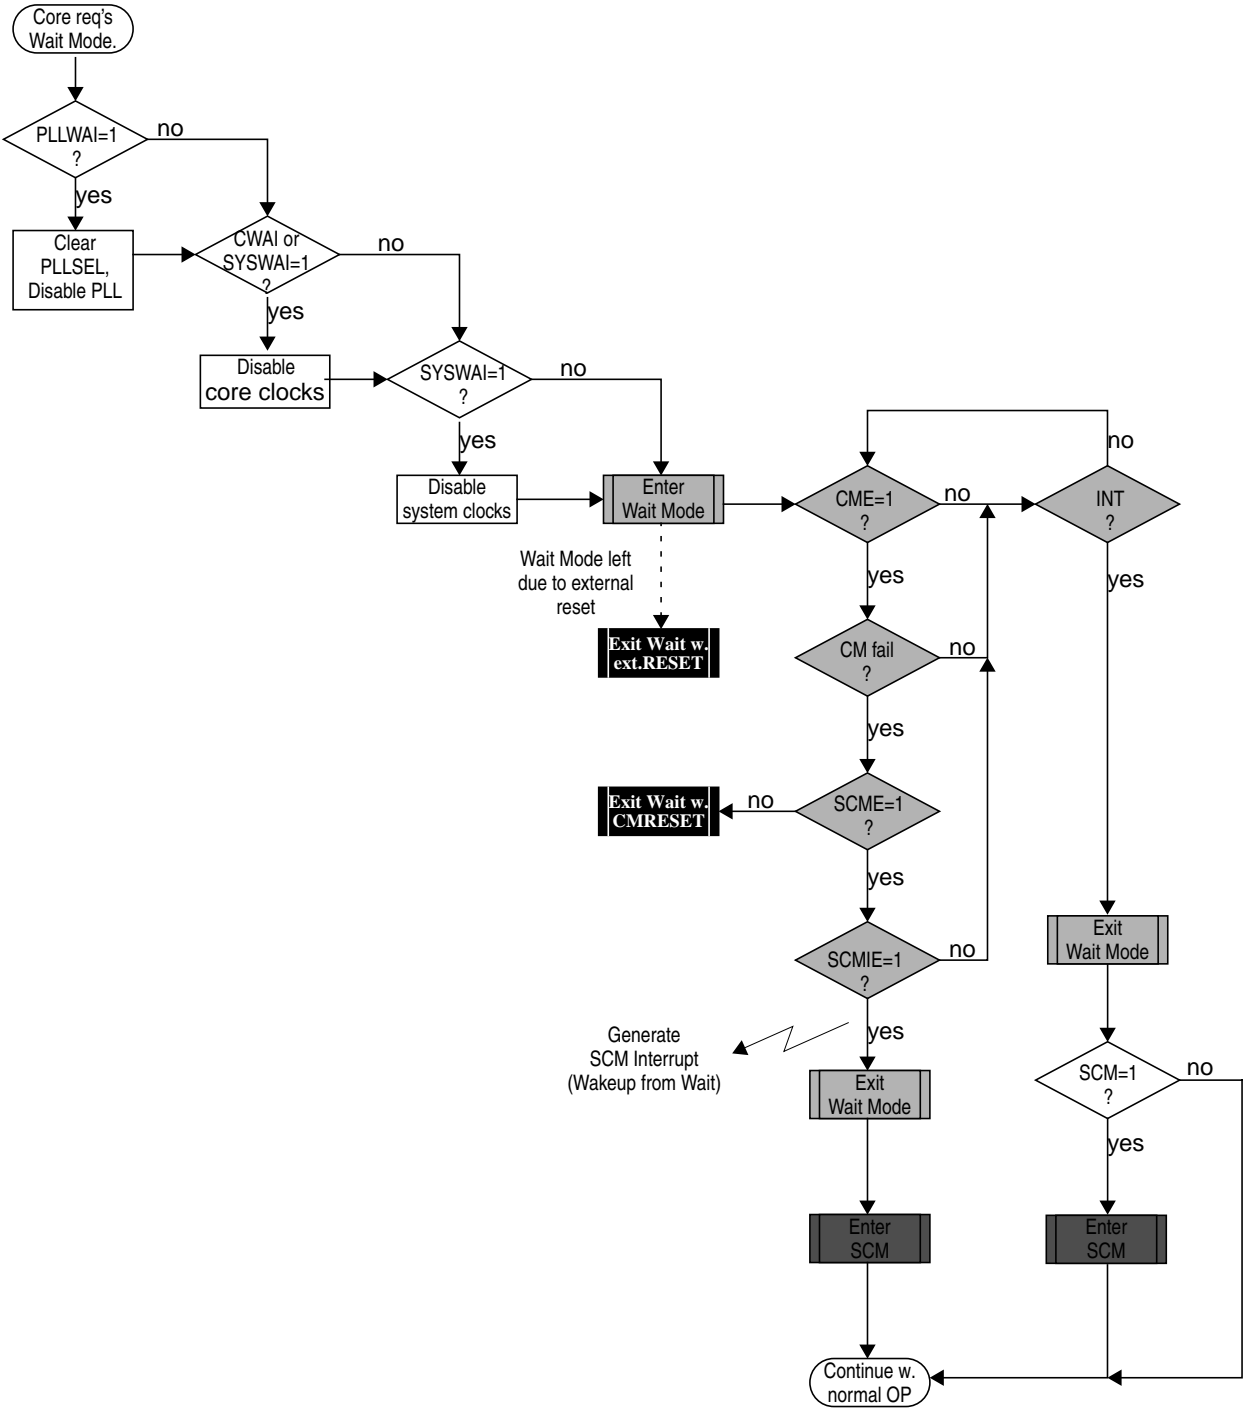 Core req's
Wait Mode.
PLLWAI=1
?
no
yes
Clear
PLLSEL,
Disable PLL
CWAI or
SYSWAI=1
?
no
yes
Disable
core clocks
SYSWAI=1
?
no
yes
Disable
system clocks
Enter
Wait Mode
Wait Mode left
due to external
reset
Exit Wait w.
ext.RESET
CME=1
?
no
yes
INT
?
no
yes
CM fail
?
no
yes
SCME=1
?
no
yes
Exit Wait w.
CMRESET
SCMIE=1
?
no
yes
Generate
SCM Interrupt
(Wakeup from Wait)
Exit
Wait Mode
Enter
SCM
Exit
Wait Mode
SCM=1
?
no
yes
Enter
SCM
Continue w.
normal OP